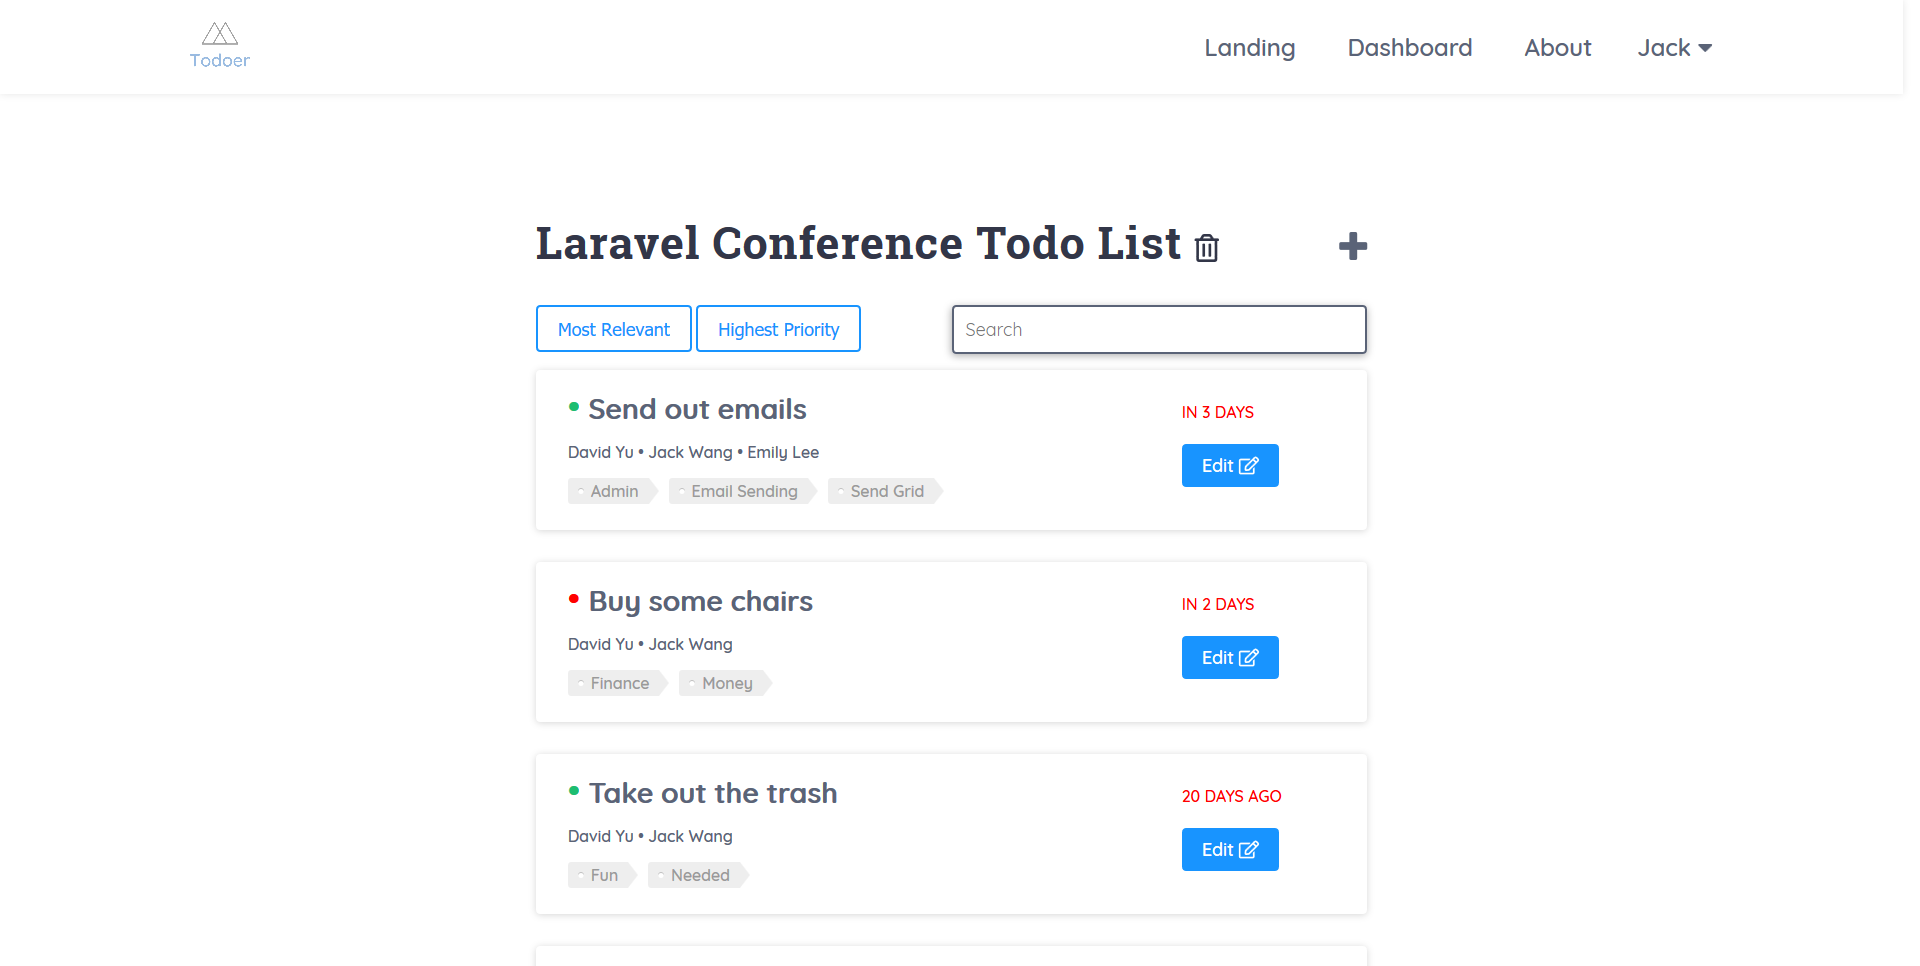 Todoer
Landing Dashboard About Jack
Laravel Conference Todo List
Most Relevant Highest Priority Search
Send out emails
IN 3 DAYS
David Yu • Jack Wang • Emily Lee
Edit
Admin Email Sending Send Grid
Buy some chairs
IN 2 DAYS
David Yu • Jack Wang
Edit
Finance Money
Take out the trash
20 DAYS AGO
David Yu • Jack Wang
Edit
Fun Needed